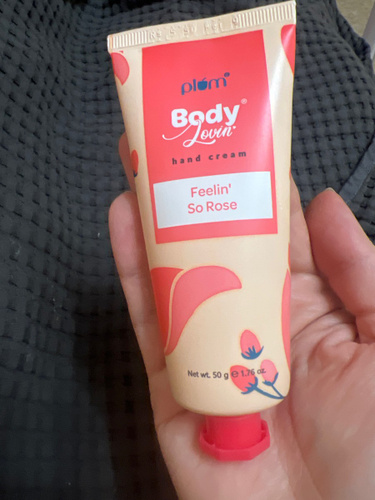 plum
Body
Lovin'
hand cream
Feelin'
So Rose
Net wt. 50 g ℮ 1.76 oz.